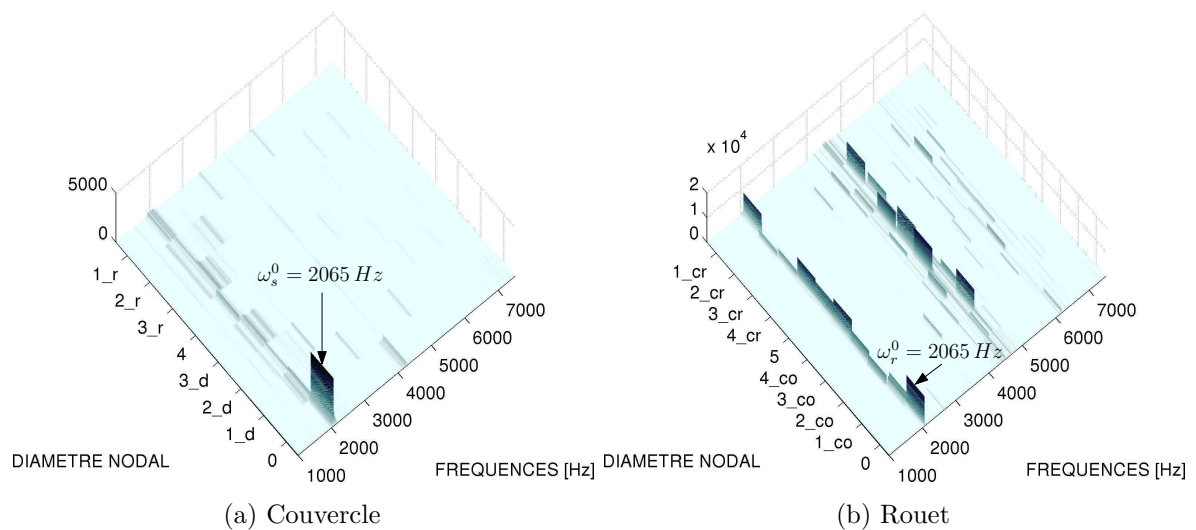 5000
0
1_r
2_r
3_r
4
3_d
2_d
1_d
0
ω_s^0 = 2065 Hz
1000
2000
3000
4000
5000
6000
7000
DIAMETRE NODAL
FREQUENCES [Hz]
(a) Couvercle
x 10^4
2
1
0
1_cr
2_cr
3_cr
4_cr
5
4_co
3_co
2_co
1_co
0
ω_r^0 = 2065 Hz
1000
2000
3000
4000
5000
6000
7000
DIAMETRE NODAL
FREQUENCES [Hz]
(b) Rouet